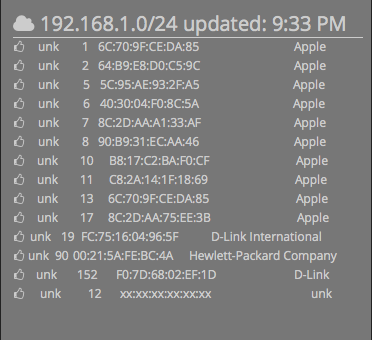 192.168.1.0/24 updated: 9:33 PM
unk 1 6C:70:9F:CE:DA:85 Apple
unk 2 64:B9:E8:D0:C5:9C Apple
unk 5 5C:95:AE:93:2F:A5 Apple
unk 6 40:30:04:F0:8C:5A Apple
unk 7 8C:2D:AA:A1:33:AF Apple
unk 8 90:B9:31:EC:AA:46 Apple
unk 10 B8:17:C2:BA:F0:CF Apple
unk 11 C8:2A:14:1F:18:69 Apple
unk 13 6C:70:9F:CE:DA:85 Apple
unk 17 8C:2D:AA:75:EE:3B Apple
unk 19 FC:75:16:04:96:5F D-Link International
unk 90 00:21:5A:FE:BC:4A Hewlett-Packard Company
unk 152 F0:7D:68:02:EF:1D D-Link
unk 12 xx:xx:xx:xx:xx:xx unk